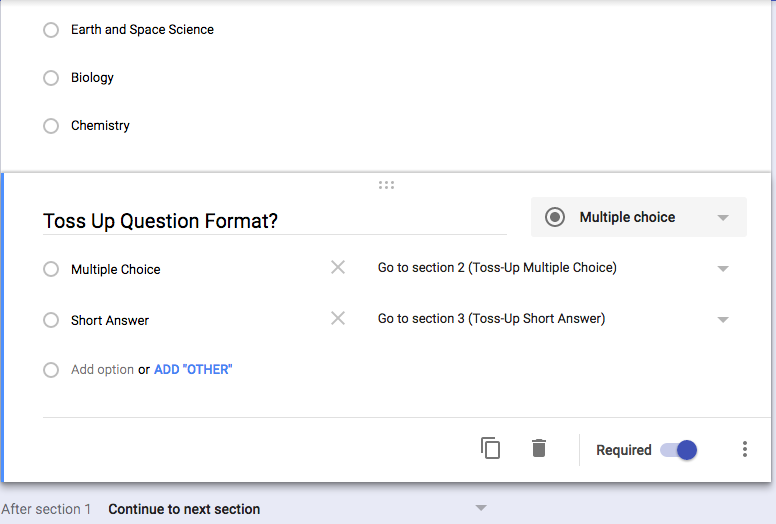 Earth and Space Science
Biology
Chemistry
Toss Up Question Format?
Multiple choice
Multiple Choice
Go to section 2 (Toss-Up Multiple Choice)
Short Answer
Go to section 3 (Toss-Up Short Answer)
Add option or ADD "OTHER"
Required
After section 1 Continue to next section